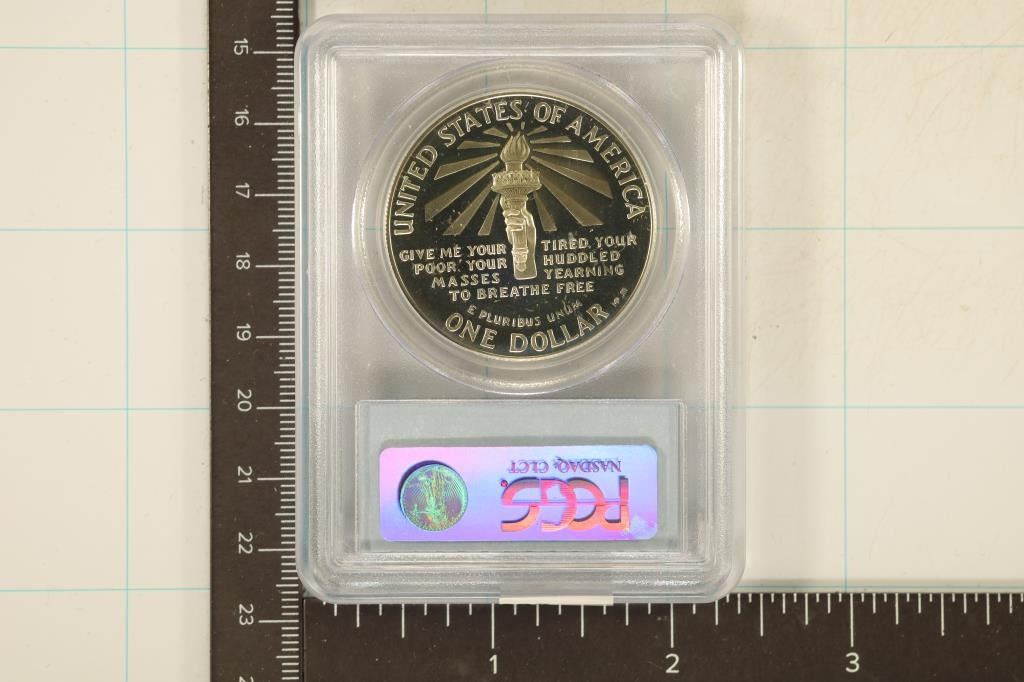 UNITED STATES OF AMERICA
GIVE ME YOUR TIRED, YOUR
POOR, YOUR HUDDLED
MASSES YEARNING
TO BREATHE FREE
E PLURIBUS UNUM
ONE DOLLAR
NASDAQ: CLCT
PCGS
15
16
17
18
19
20
21
22
23
1
2
3